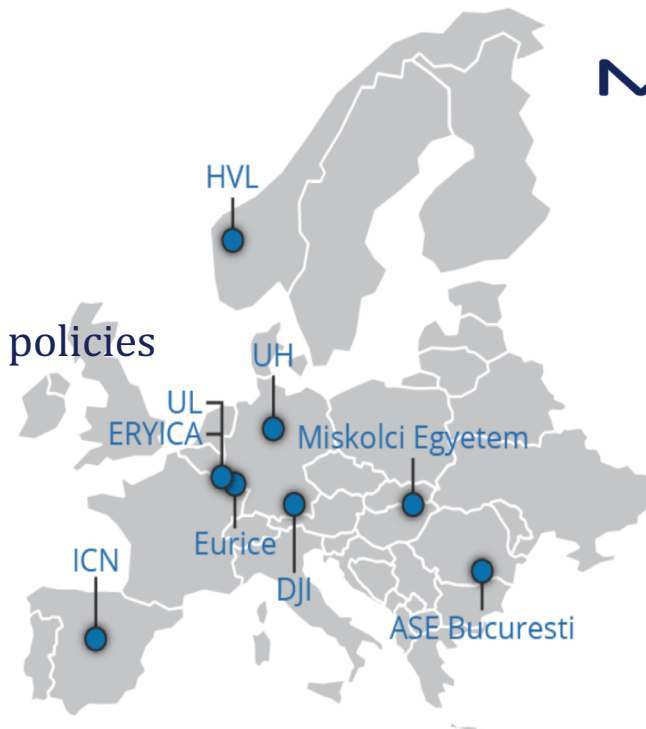 HVL
policies
UH
UL
ERYICA
Miskolci Egyetem
Eurice
ICN
DJI
ASE Bucuresti